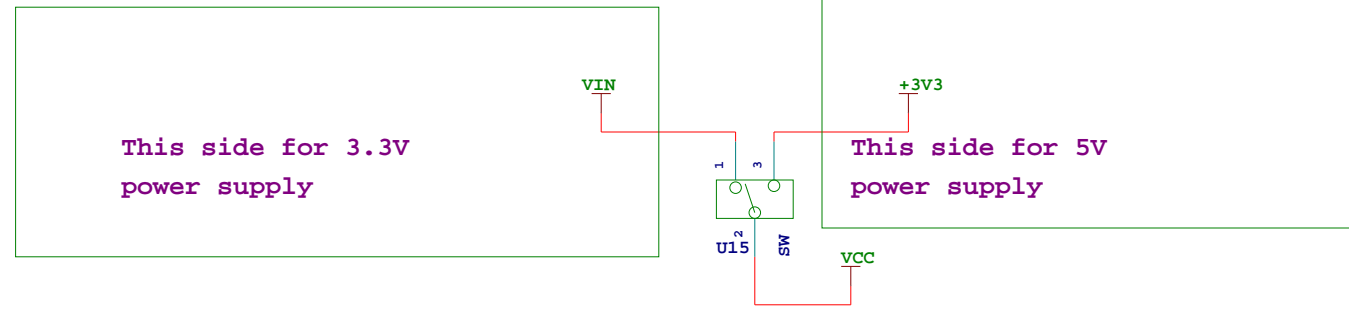 VIN
+3V3
This side for 3.3V
power supply
This side for 5V
power supply
1
3
2
U15
SW
VCC